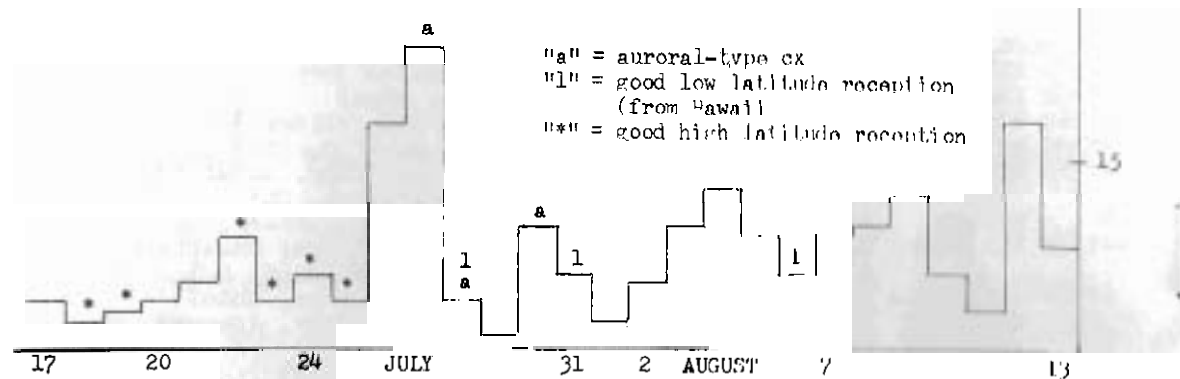 a
"a" = auroral-type cx
"l" = good low latitude reception
(from Hawaii
"*" = good high latitude reception
15
* * * * * *
a
l
a
l
l
17 20 24 JULY 31 2 AUGUST 7 13